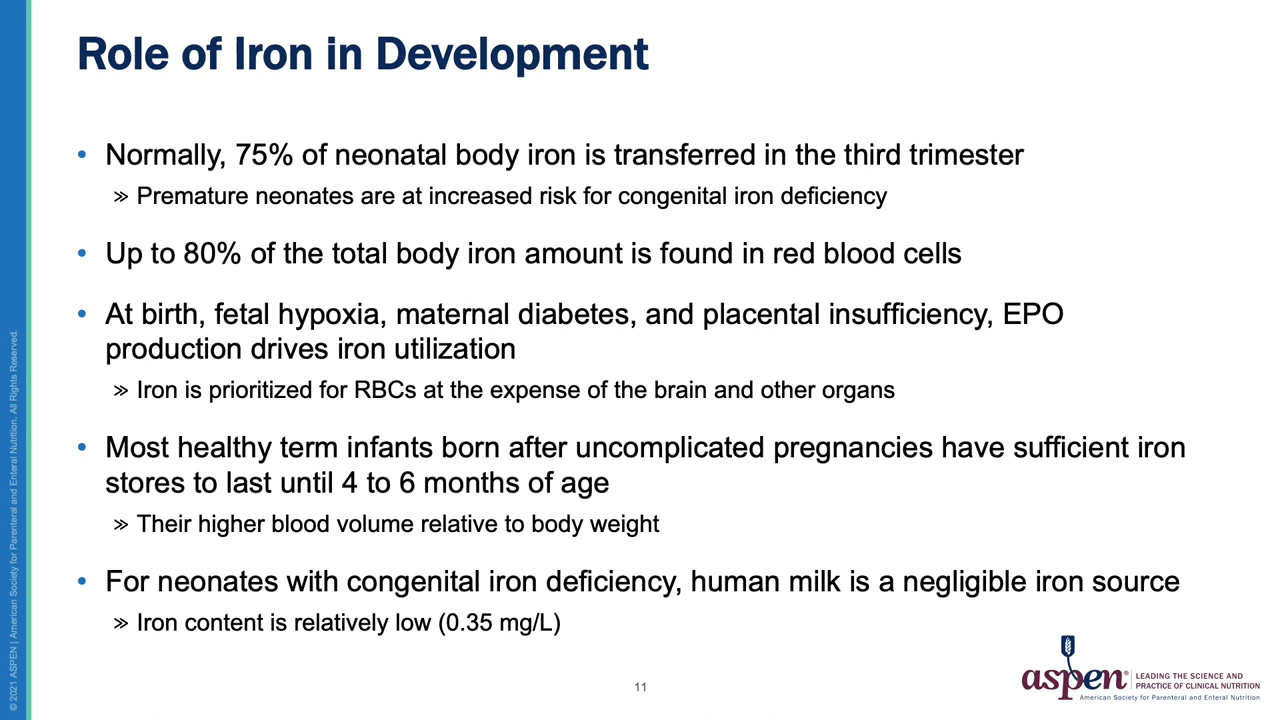 Role of Iron in Development
• Normally, 75% of neonatal body iron is transferred in the third trimester
» Premature neonates are at increased risk for congenital iron deficiency
• Up to 80% of the total body iron amount is found in red blood cells
• At birth, fetal hypoxia, maternal diabetes, and placental insufficiency, EPO
production drives iron utilization
» Iron is prioritized for RBCs at the expense of the brain and other organs
• Most healthy term infants born after uncomplicated pregnancies have sufficient iron
stores to last until 4 to 6 months of age
» Their higher blood volume relative to body weight
• For neonates with congenital iron deficiency, human milk is a negligible iron source
» Iron content is relatively low (0.35 mg/L)
© 2021 ASPEN | American Society for Parenteral and Enteral Nutrition. All Rights Reserved.
11
aspen®
LEADING THE SCIENCE AND
PRACTICE OF CLINICAL NUTRITION
American Society for Parenteral and Enteral Nutrition